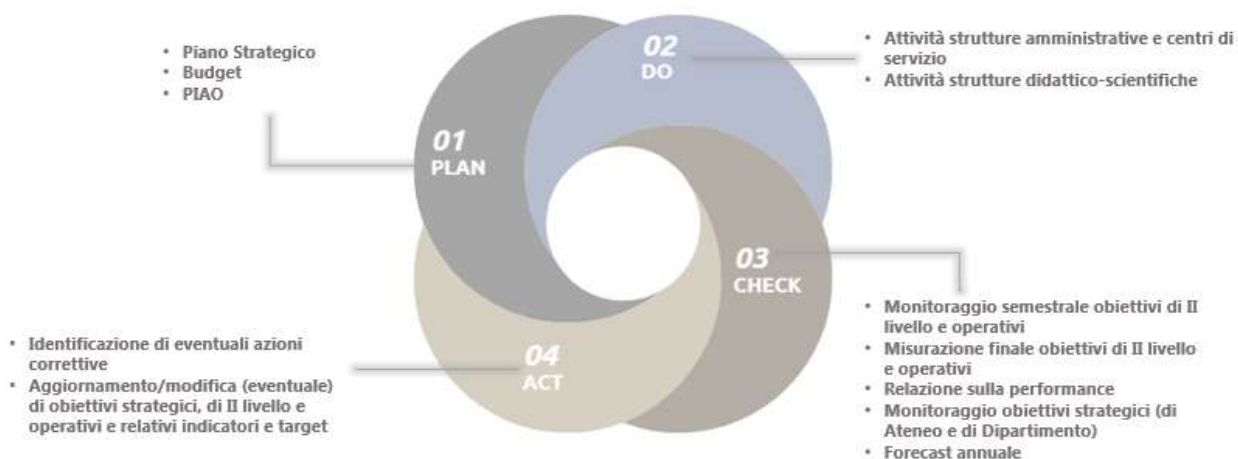 • Piano Strategico
• Budget
• PIAO
01
PLAN
02
DO
• Attività strutture amministrative e centri di
servizio
• Attività strutture didattico-scientifiche
03
CHECK
• Monitoraggio semestrale obiettivi di II
livello e operativi
• Misurazione finale obiettivi di II livello
e operativi
• Relazione sulla performance
• Monitoraggio obiettivi strategici (di
Ateneo e di Dipartimento)
• Forecast annuale
04
ACT
• Identificazione di eventuali azioni
correttive
• Aggiornamento/modifica (eventuale)
di obiettivi strategici, di II livello e
operativi e relativi indicatori e target